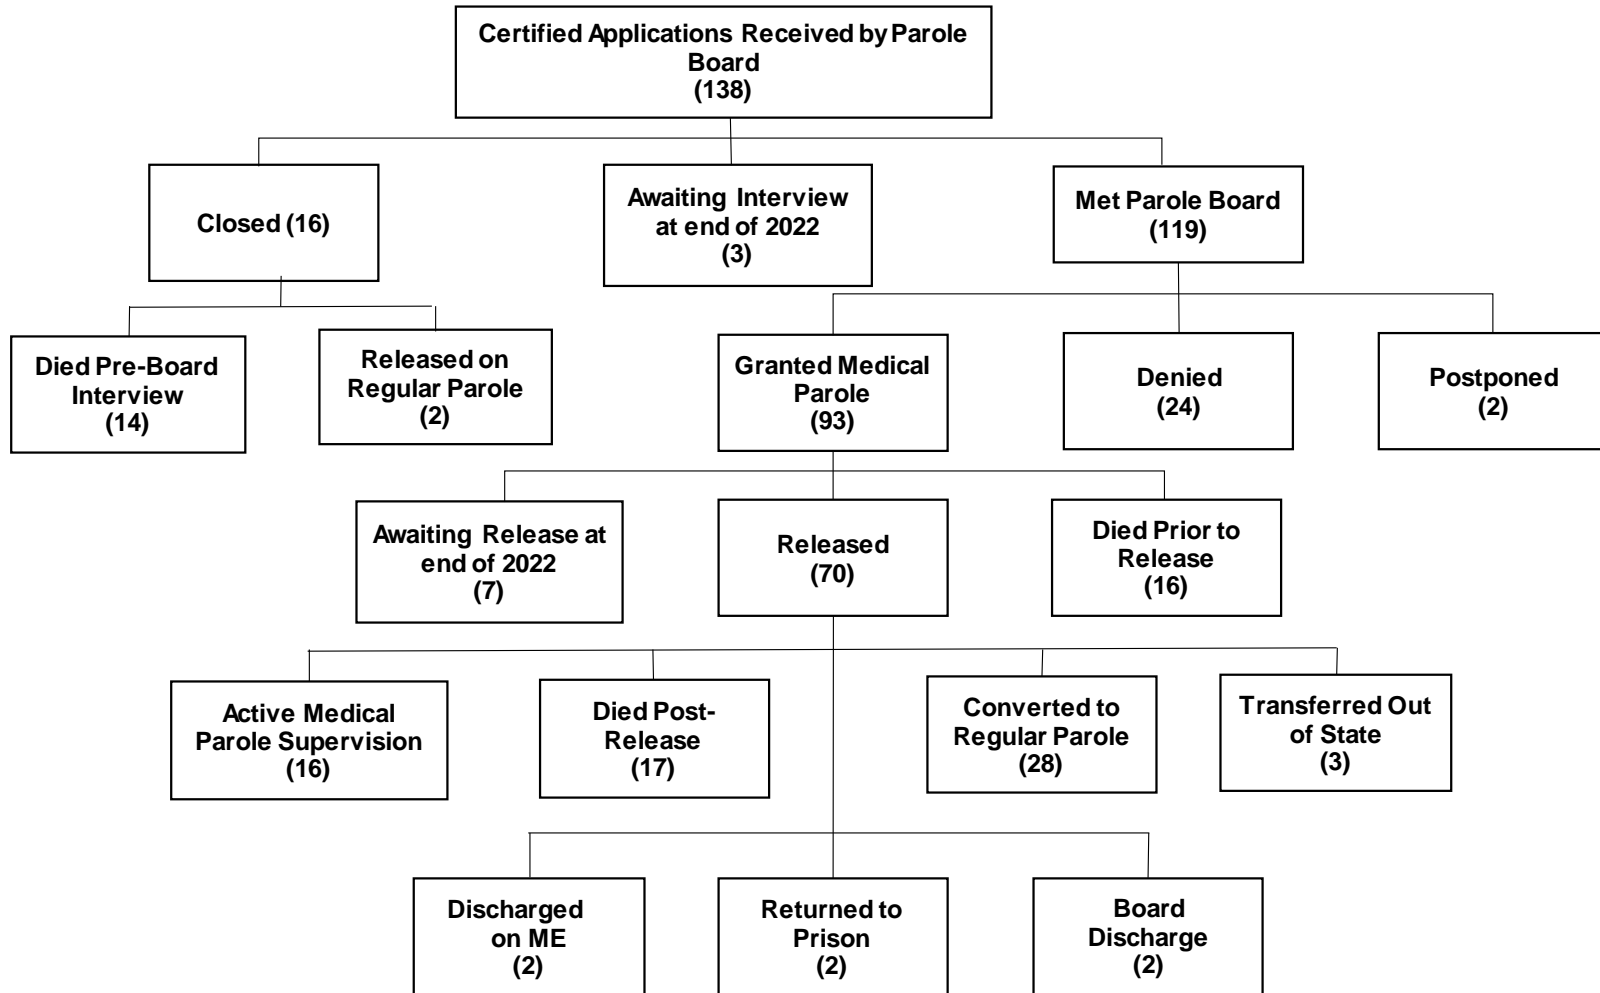 Certified Applications Received by Parole
Board
(138)
Closed (16)
Awaiting Interview
at end of 2022
(3)
Met Parole Board
(119)
Died Pre-Board
Interview
(14)
Released on
Regular Parole
(2)
Granted Medical
Parole
(93)
Denied
(24)
Postponed
(2)
Awaiting Release at
end of 2022
(7)
Released
(70)
Died Prior to
Release
(16)
Active Medical
Parole Supervision
(16)
Died Post-
Release
(17)
Converted to
Regular Parole
(28)
Transferred Out
of State
(3)
Discharged
on ME
(2)
Returned to
Prison
(2)
Board
Discharge
(2)